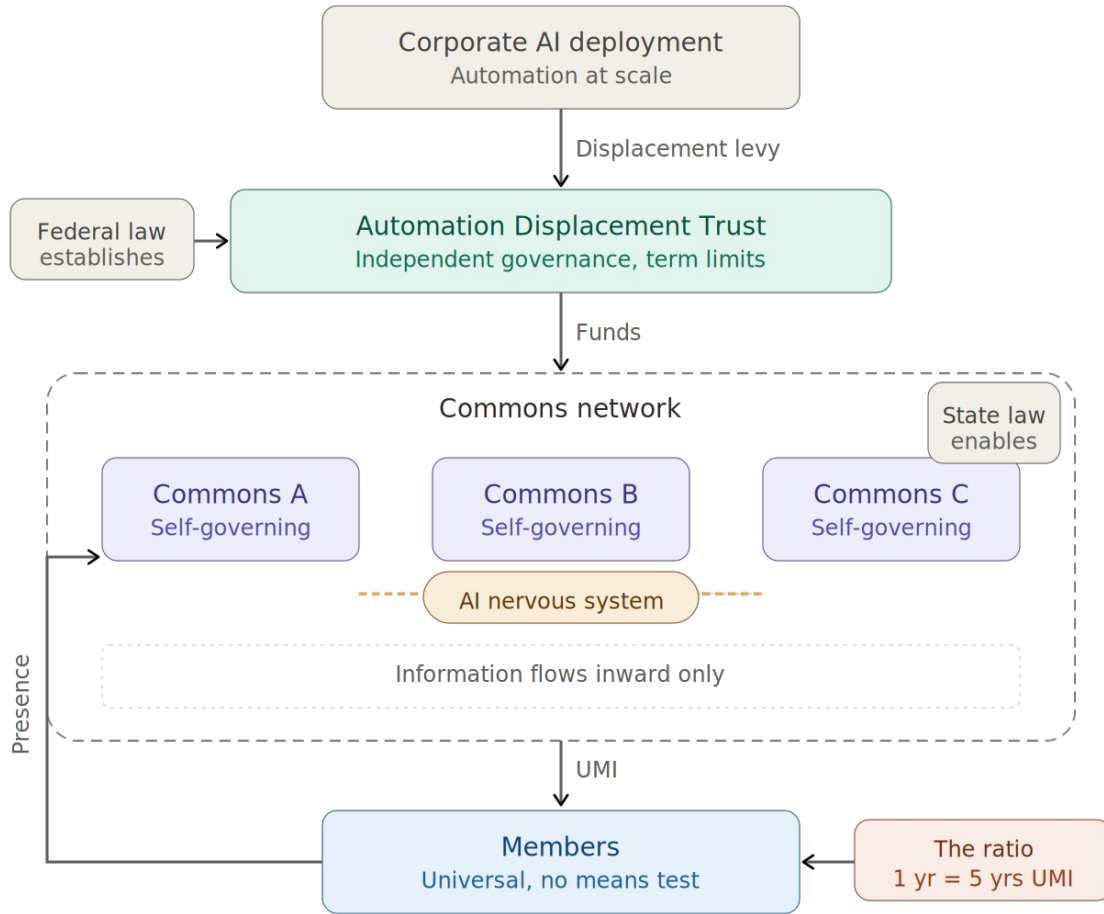 Corporate AI deployment
Automation at scale
Displacement levy
Federal law
establishes
Automation Displacement Trust
Independent governance, term limits
Funds
Commons network
State law
enables
Commons A
Self-governing
Commons B
Self-governing
Commons C
Self-governing
AI nervous system
Information flows inward only
Presence
UMI
Members
Universal, no means test
The ratio
1 yr = 5 yrs UMI